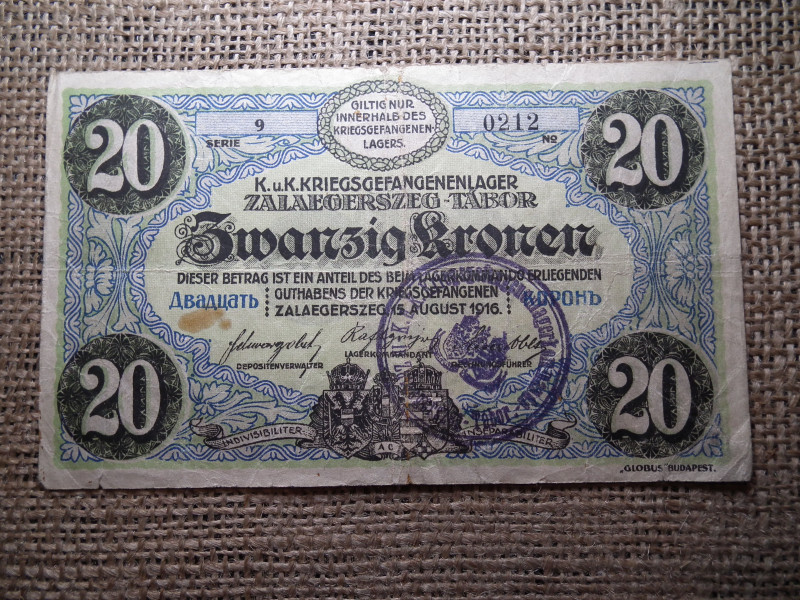 20
9
SERIE
GILTIG NUR
INNERHALB DES
KRIEGSGEFANGENEN-
LAGERS.
0212
No
20
K.u.K.KRIEGSGEFANGENENLAGER
ZALAEGERSZEG-TÁBOR
Zwanzig Kronen
DIESER BETRAG IST EIN ANTEIL DES BEIM LAGERKOMMANDO ERLIEGENDEN
Двадцать GUTHABENS DER KRIEGSGEFANGENEN КОРОНЪ
ZALAEGERSZEG 15 AUGUST 1916.
DEPOSITENVERWALTER LAGERKOMMANDANT RECHNUNGSFÜHRER
20
20
INDIVISIBILITER AC INSEPARABILITER
„GLOBUS“ BUDAPEST.